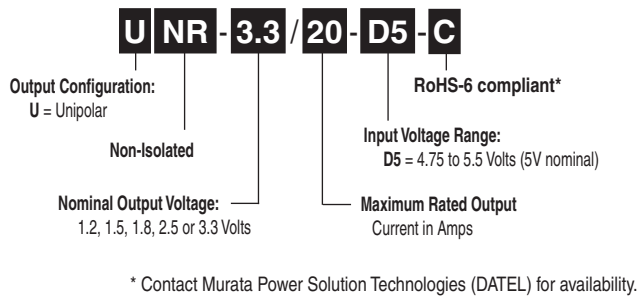 U NR - 3.3 / 20 - D5 - C
Output Configuration:
U = Unipolar
Non-Isolated
Nominal Output Voltage:
1.2, 1.5, 1.8, 2.5 or 3.3 Volts
RoHS-6 compliant*
Input Voltage Range:
D5 = 4.75 to 5.5 Volts (5V nominal)
Maximum Rated Output
Current in Amps
* Contact Murata Power Solution Technologies (DATEL) for availability.